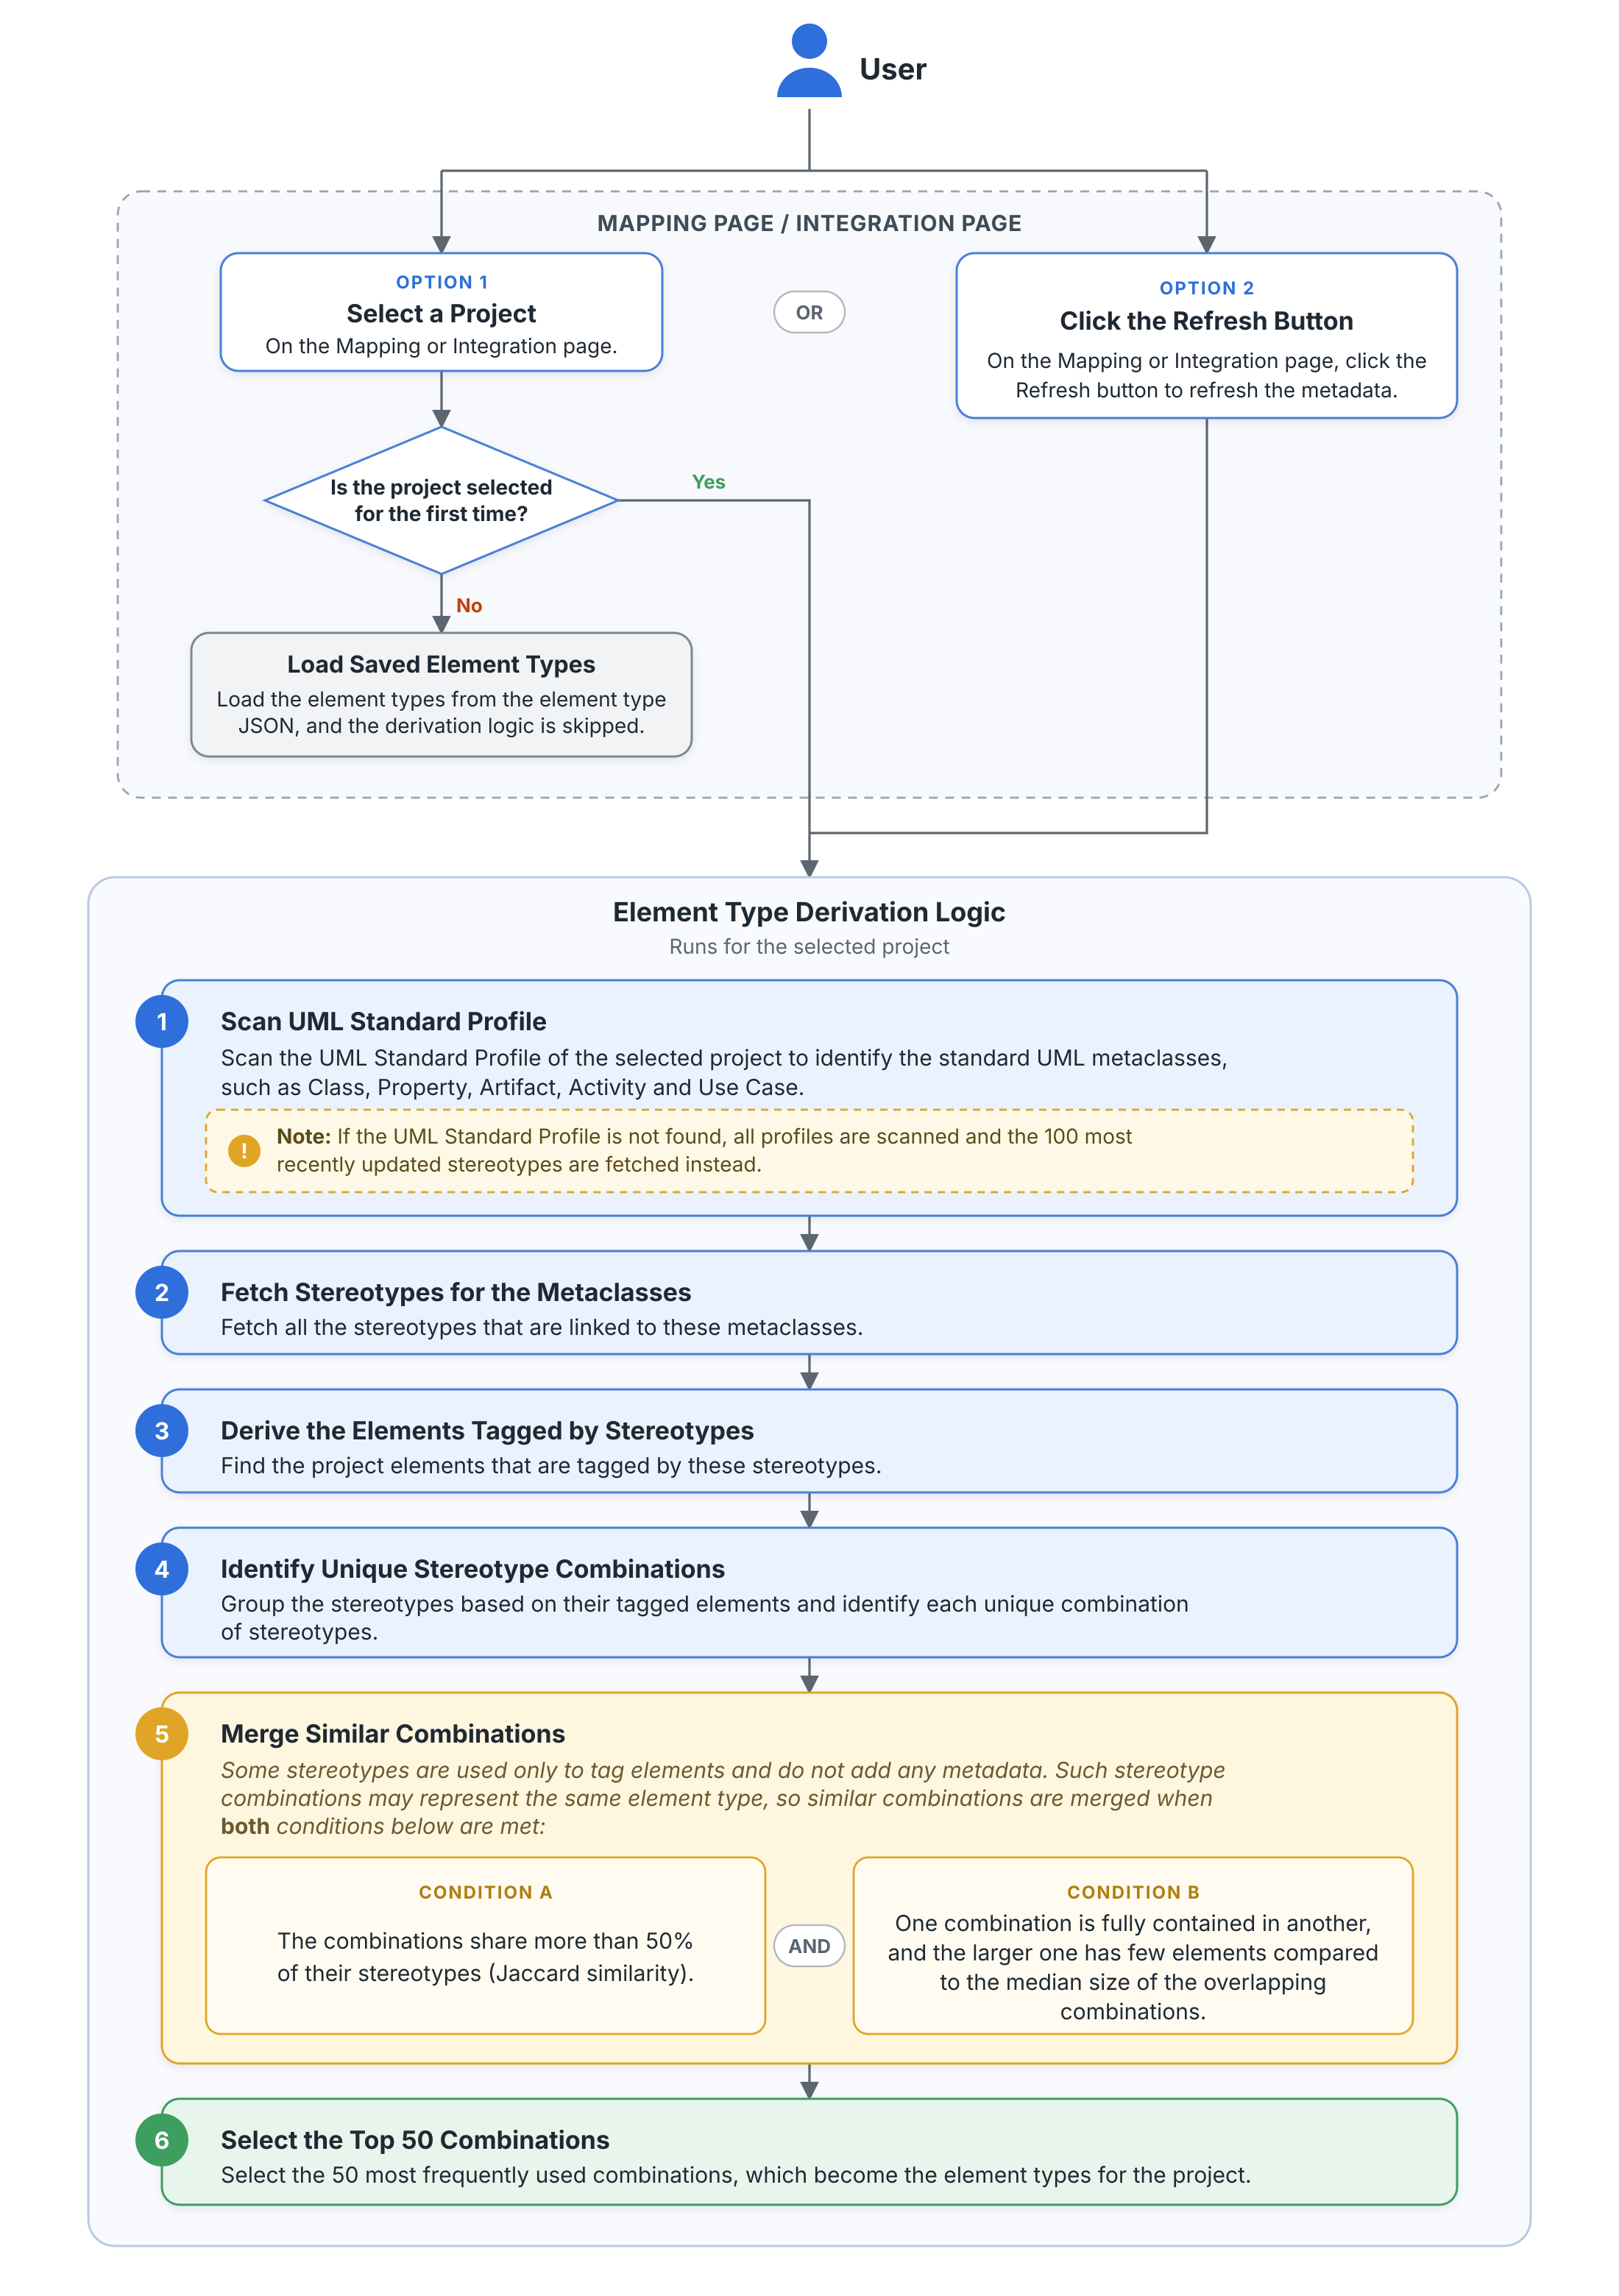 User
MAPPING PAGE / INTEGRATION PAGE
OPTION 1
Select a Project
On the Mapping or Integration page.
OR
OPTION 2
Click the Refresh Button
On the Mapping or Integration page, click the
Refresh button to refresh the metadata.
Is the project selected
for the first time?
Yes
No
Load Saved Element Types
Load the element types from the element type
JSON, and the derivation logic is skipped.
Element Type Derivation Logic
Runs for the selected project
1
Scan UML Standard Profile
Scan the UML Standard Profile of the selected project to identify the standard UML metaclasses,
such as Class, Property, Artifact, Activity and Use Case.
!
Note: If the UML Standard Profile is not found, all profiles are scanned and the 100 most
recently updated stereotypes are fetched instead.
2
Fetch Stereotypes for the Metaclasses
Fetch all the stereotypes that are linked to these metaclasses.
3
Derive the Elements Tagged by Stereotypes
Find the project elements that are tagged by these stereotypes.
4
Identify Unique Stereotype Combinations
Group the stereotypes based on their tagged elements and identify each unique combination
of stereotypes.
5
Merge Similar Combinations
Some stereotypes are used only to tag elements and do not add any metadata. Such stereotype
combinations may represent the same element type, so similar combinations are merged when
both conditions below are met:
CONDITION A
The combinations share more than 50%
of their stereotypes (Jaccard similarity).
AND
CONDITION B
One combination is fully contained in another,
and the larger one has few elements compared
to the median size of the overlapping
combinations.
6
Select the Top 50 Combinations
Select the 50 most frequently used combinations, which become the element types for the project.